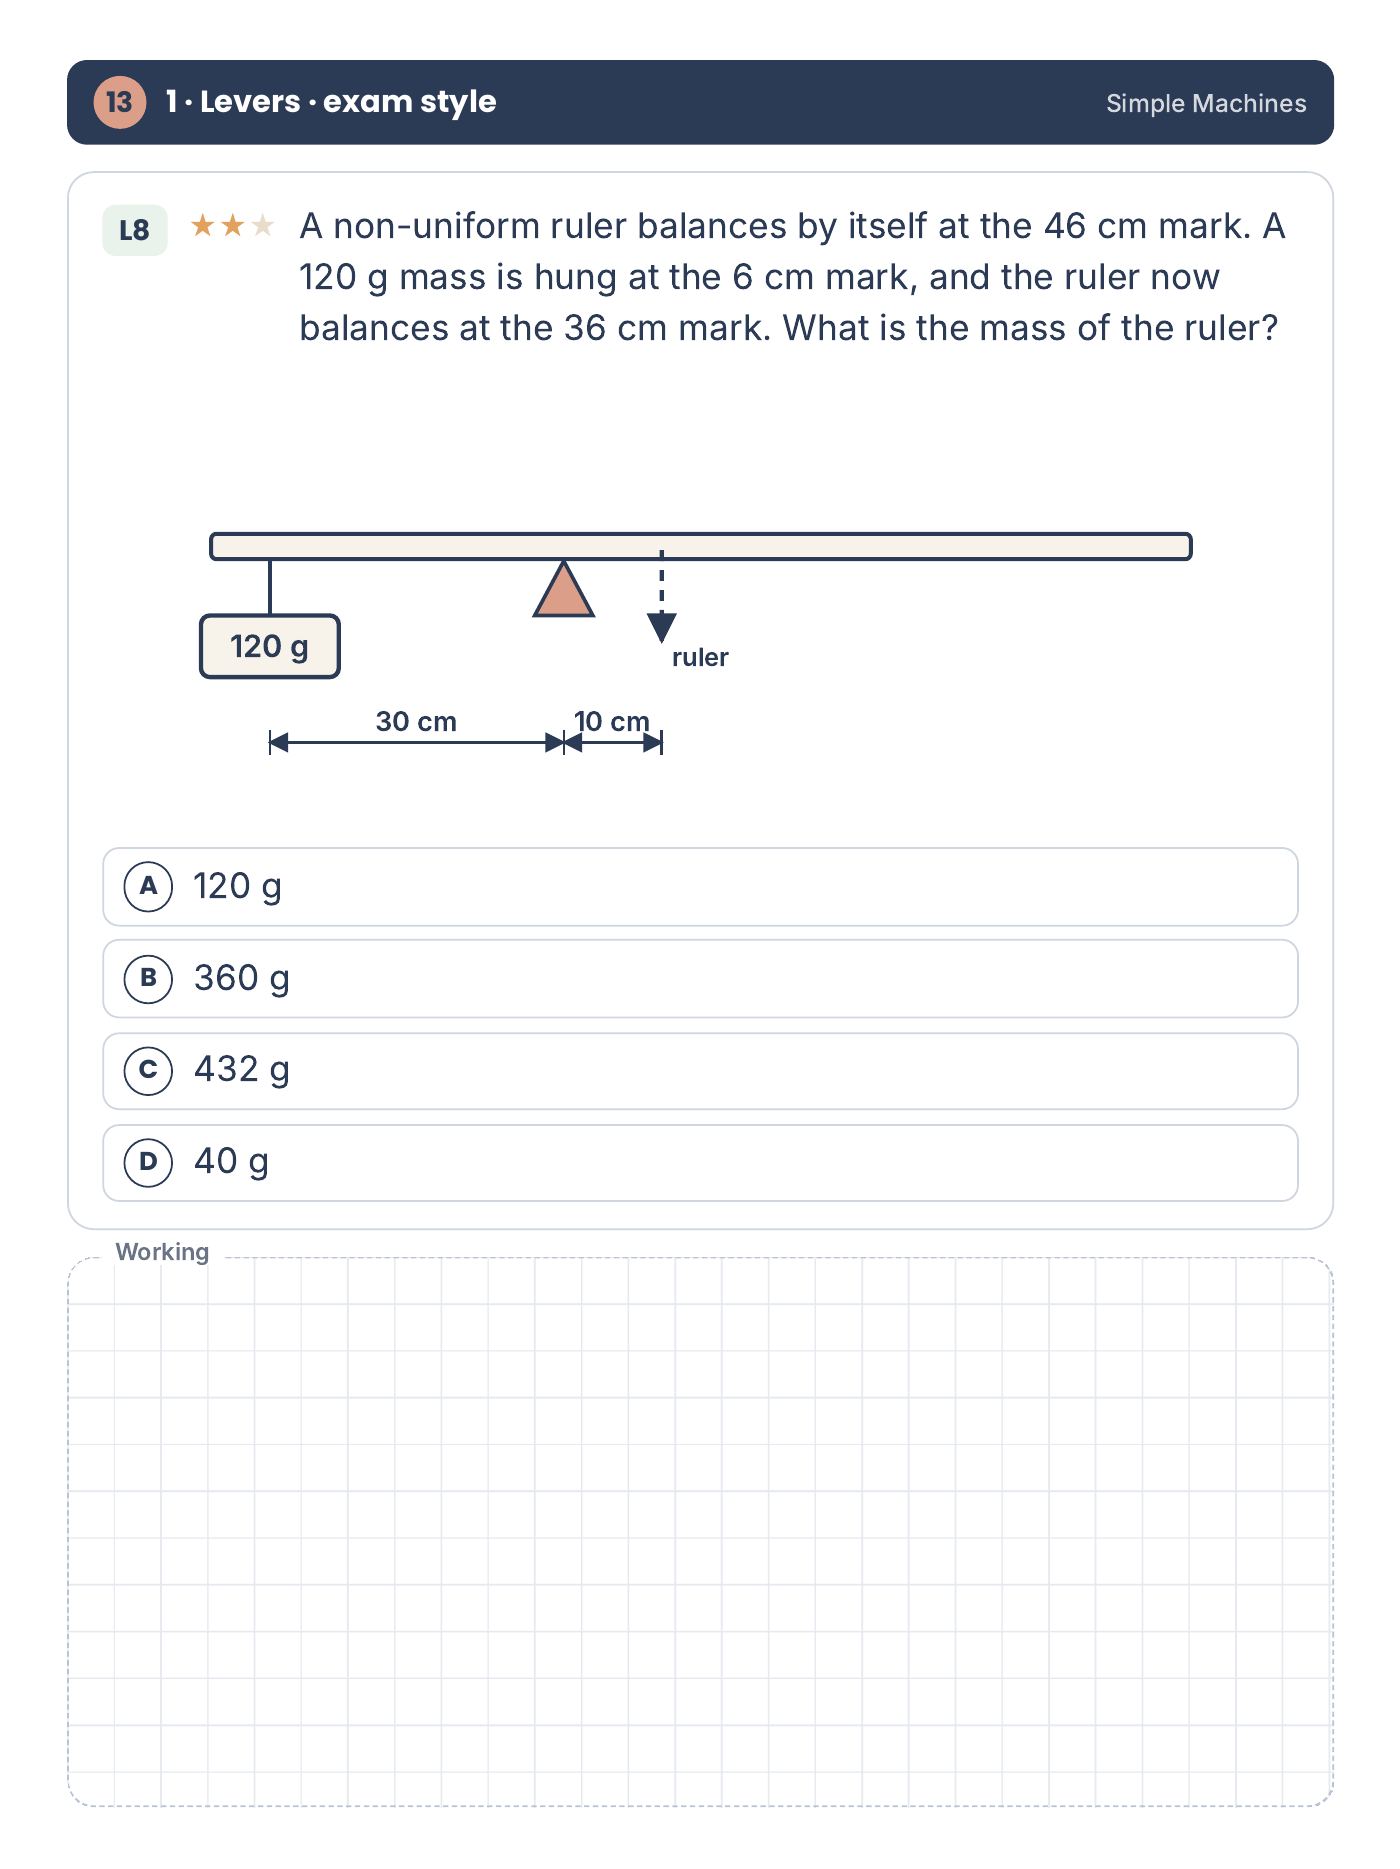 13 1 · Levers · exam style Simple Machines
L8 ★★★ A non-uniform ruler balances by itself at the 46 cm mark. A
120 g mass is hung at the 6 cm mark, and the ruler now
balances at the 36 cm mark. What is the mass of the ruler?
120 g
ruler
30 cm 10 cm
A 120 g
B 360 g
C 432 g
D 40 g
Working